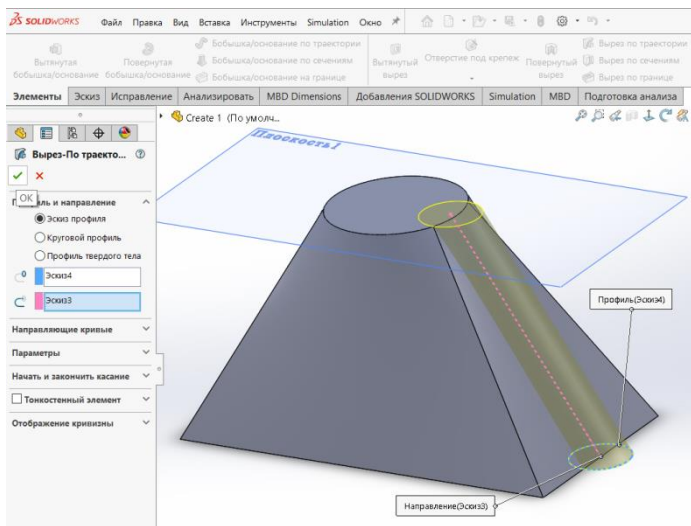 SOLIDWORKS Файл Правка Вид Вставка Инструменты Simulation Окно
Вытянутая бобышка/основание
Повернутая бобышка/основание
Бобышка/основание по траектории
Бобышка/основание по сечениям
Бобышка/основание на границе
Вытянутый вырез
Отверстие под крепеж
Повернутый вырез
Вырез по траектории
Вырез по сечениям
Вырез по границе
Элементы Эскиз Исправление Анализировать MBD Dimensions Добавления SOLIDWORKS Simulation MBD Подготовка анализа
Create 1 (По умолч...
Вырез-По траекто...
OK
ль и направление
Эскиз профиля
Круговой профиль
Профиль твердого тела
Эскиз4
Эскиз3
Направляющие кривые
Параметры
Начать и закончить касание
Тонкостенный элемент
Отображение кривизны
Плоскость1
Профиль(Эскиз4)
Направление(Эскиз3)